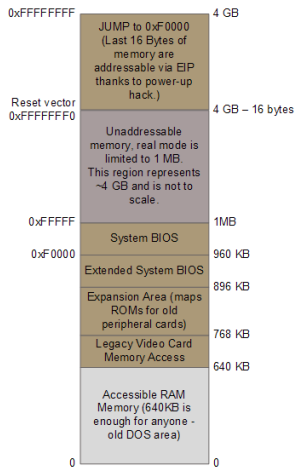 0xFFFFFFFF
4 GB
JUMP to 0xF0000
(Last 16 Bytes of
memory are
addressable via EIP
thanks to power-up
hack.)
Reset vector
0xFFFFFFF0
4 GB – 16 bytes
Unaddressable
memory, real mode is
limited to 1 MB.
This region represents
~4 GB and is not to
scale.
0xFFFFF
1MB
System BIOS
0xF0000
960 KB
Extended System BIOS
896 KB
Expansion Area (maps
ROMs for old
peripheral cards)
768 KB
Legacy Video Card
Memory Access
640 KB
Accessible RAM
Memory (640KB is
enough for anyone -
old DOS area)
0
0